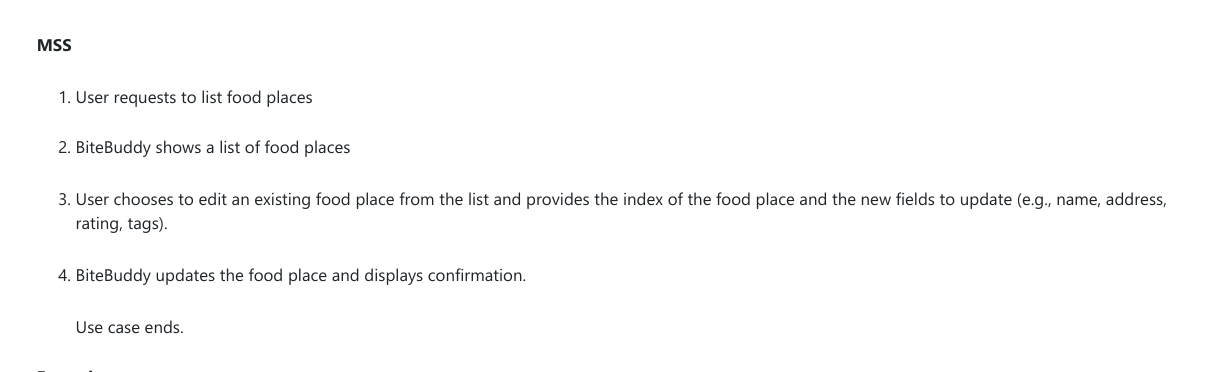 MSS
1. User requests to list food places
2. BiteBuddy shows a list of food places
3. User chooses to edit an existing food place from the list and provides the index of the food place and the new fields to update (e.g., name, address,
rating, tags).
4. BiteBuddy updates the food place and displays confirmation.
Use case ends.